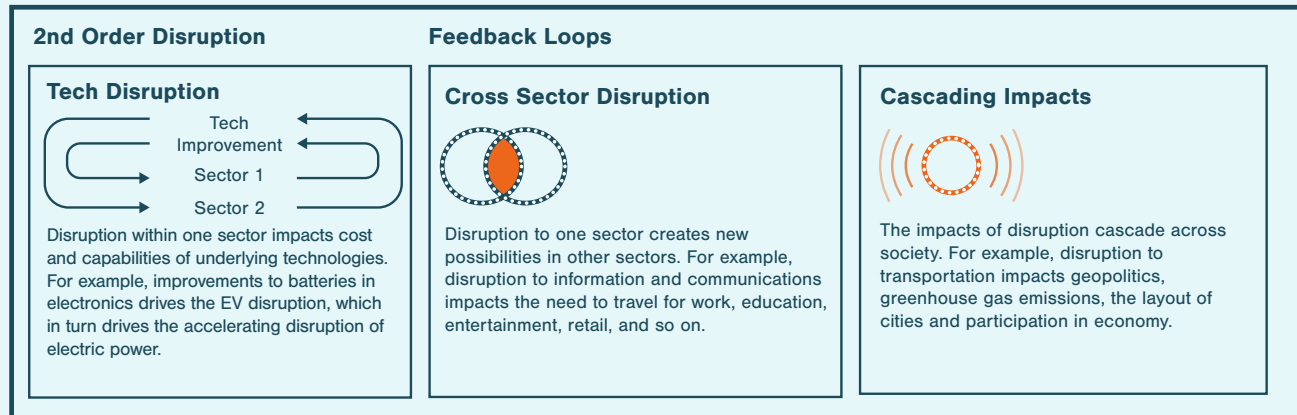 2nd Order Disruption
Feedback Loops
Tech Disruption
Tech
Improvement
Sector 1
Sector 2
Disruption within one sector impacts cost
and capabilities of underlying technologies.
For example, improvements to batteries in
electronics drives the EV disruption, which
in turn drives the accelerating disruption of
electric power.
Cross Sector Disruption
Disruption to one sector creates new
possibilities in other sectors. For example,
disruption to information and communications
impacts the need to travel for work, education,
entertainment, retail, and so on.
Cascading Impacts
The impacts of disruption cascade across
society. For example, disruption to
transportation impacts geopolitics,
greenhouse gas emissions, the layout of
cities and participation in economy.